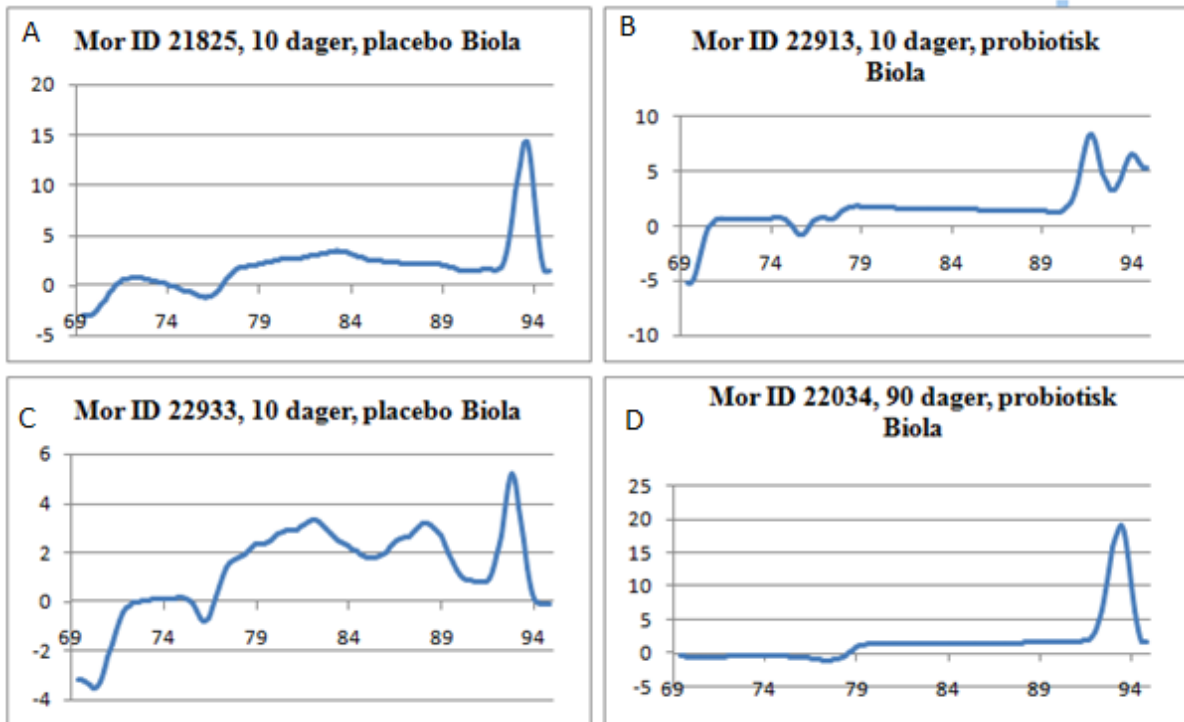 A
Mor ID 21825, 10 dager, placebo Biola
20
15
10
5
0
-5
69 74 79 84 89 94
B
Mor ID 22913, 10 dager, probiotisk
Biola
10
5
0
-5
-10
69 74 79 84 89 94
C
Mor ID 22933, 10 dager, placebo Biola
6
4
2
0
-2
-4
69 74 79 84 89 94
D
Mor ID 22034, 90 dager, probiotisk
Biola
25
20
15
10
5
0
-5
69 74 79 84 89 94